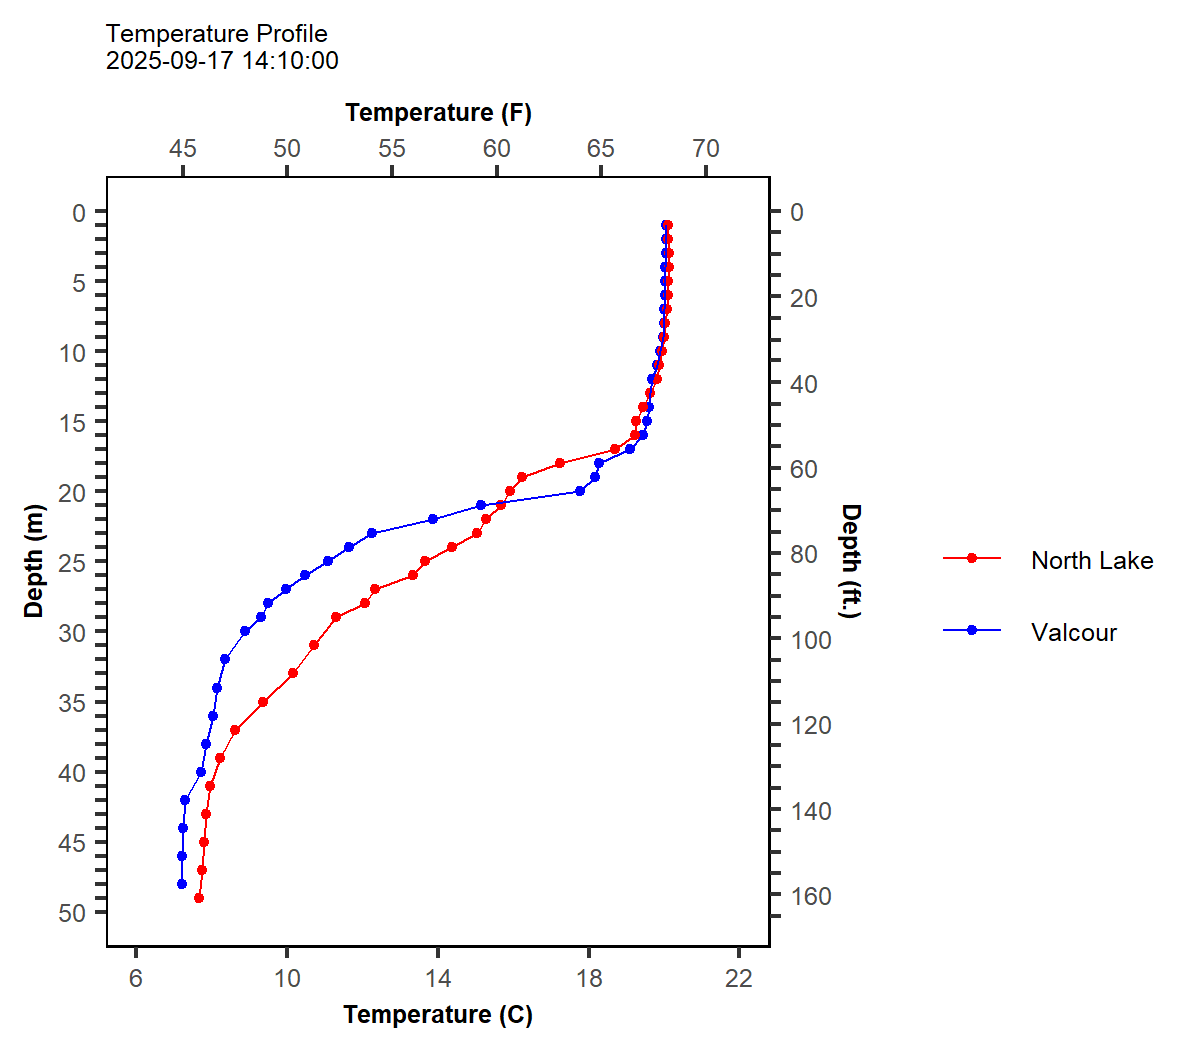 Temperature Profile
2025-09-17 14:10:00
Temperature (F)
45 50 55 60 65 70
0
5
10
15
20
25
30
35
40
45
50
Depth (m)
0
20
40
60
80
100
120
140
160
Depth (ft.)
6 10 14 18 22
Temperature (C)
North Lake
Valcour